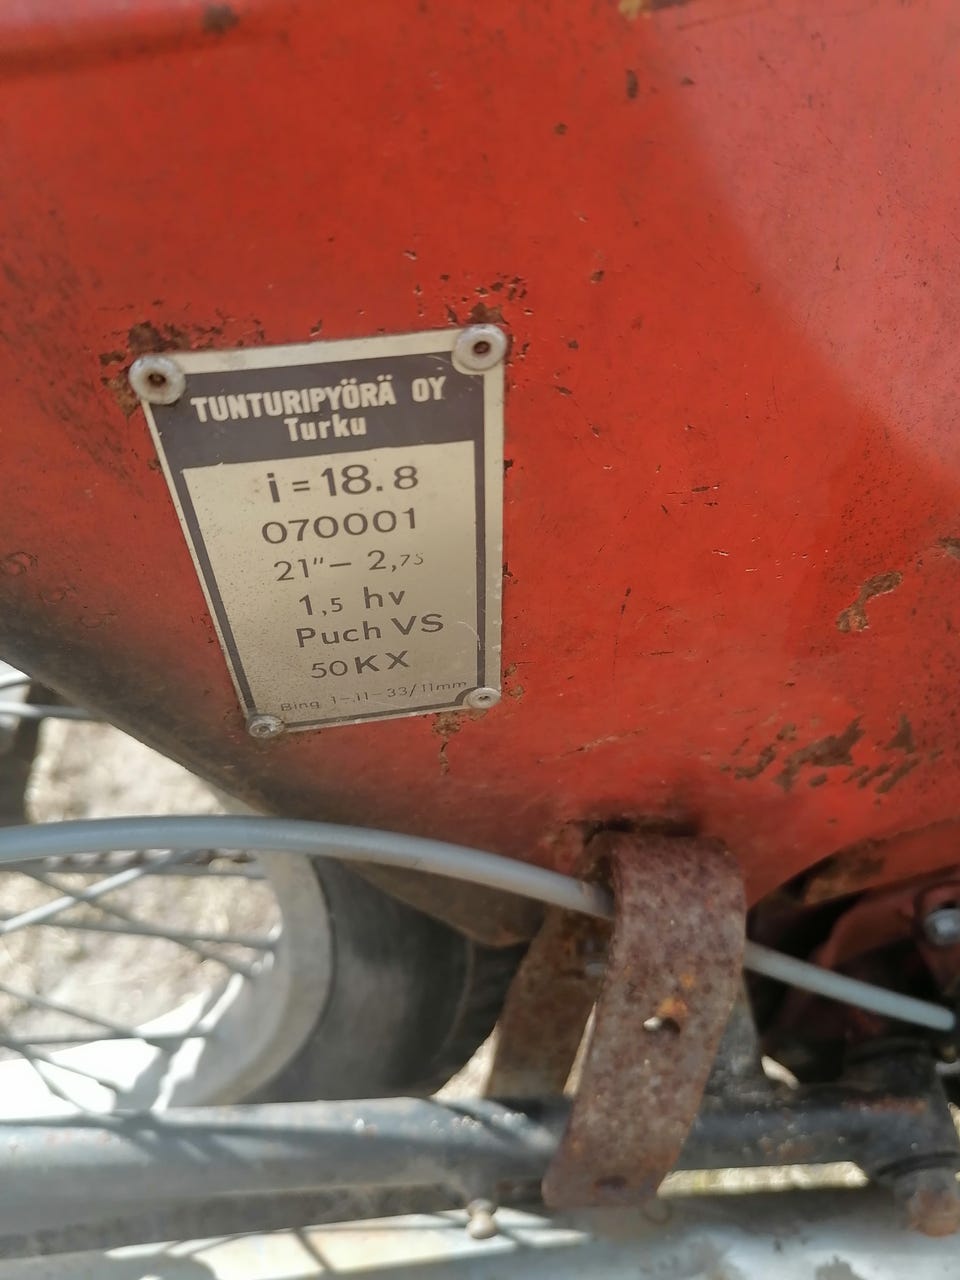 TUNTURIPYÖRÄ OY
Turku
i = 18.8
070001
21" - 2,75
1,5 hv
Puch VS
50KX
Bing 1-11-33/11mm